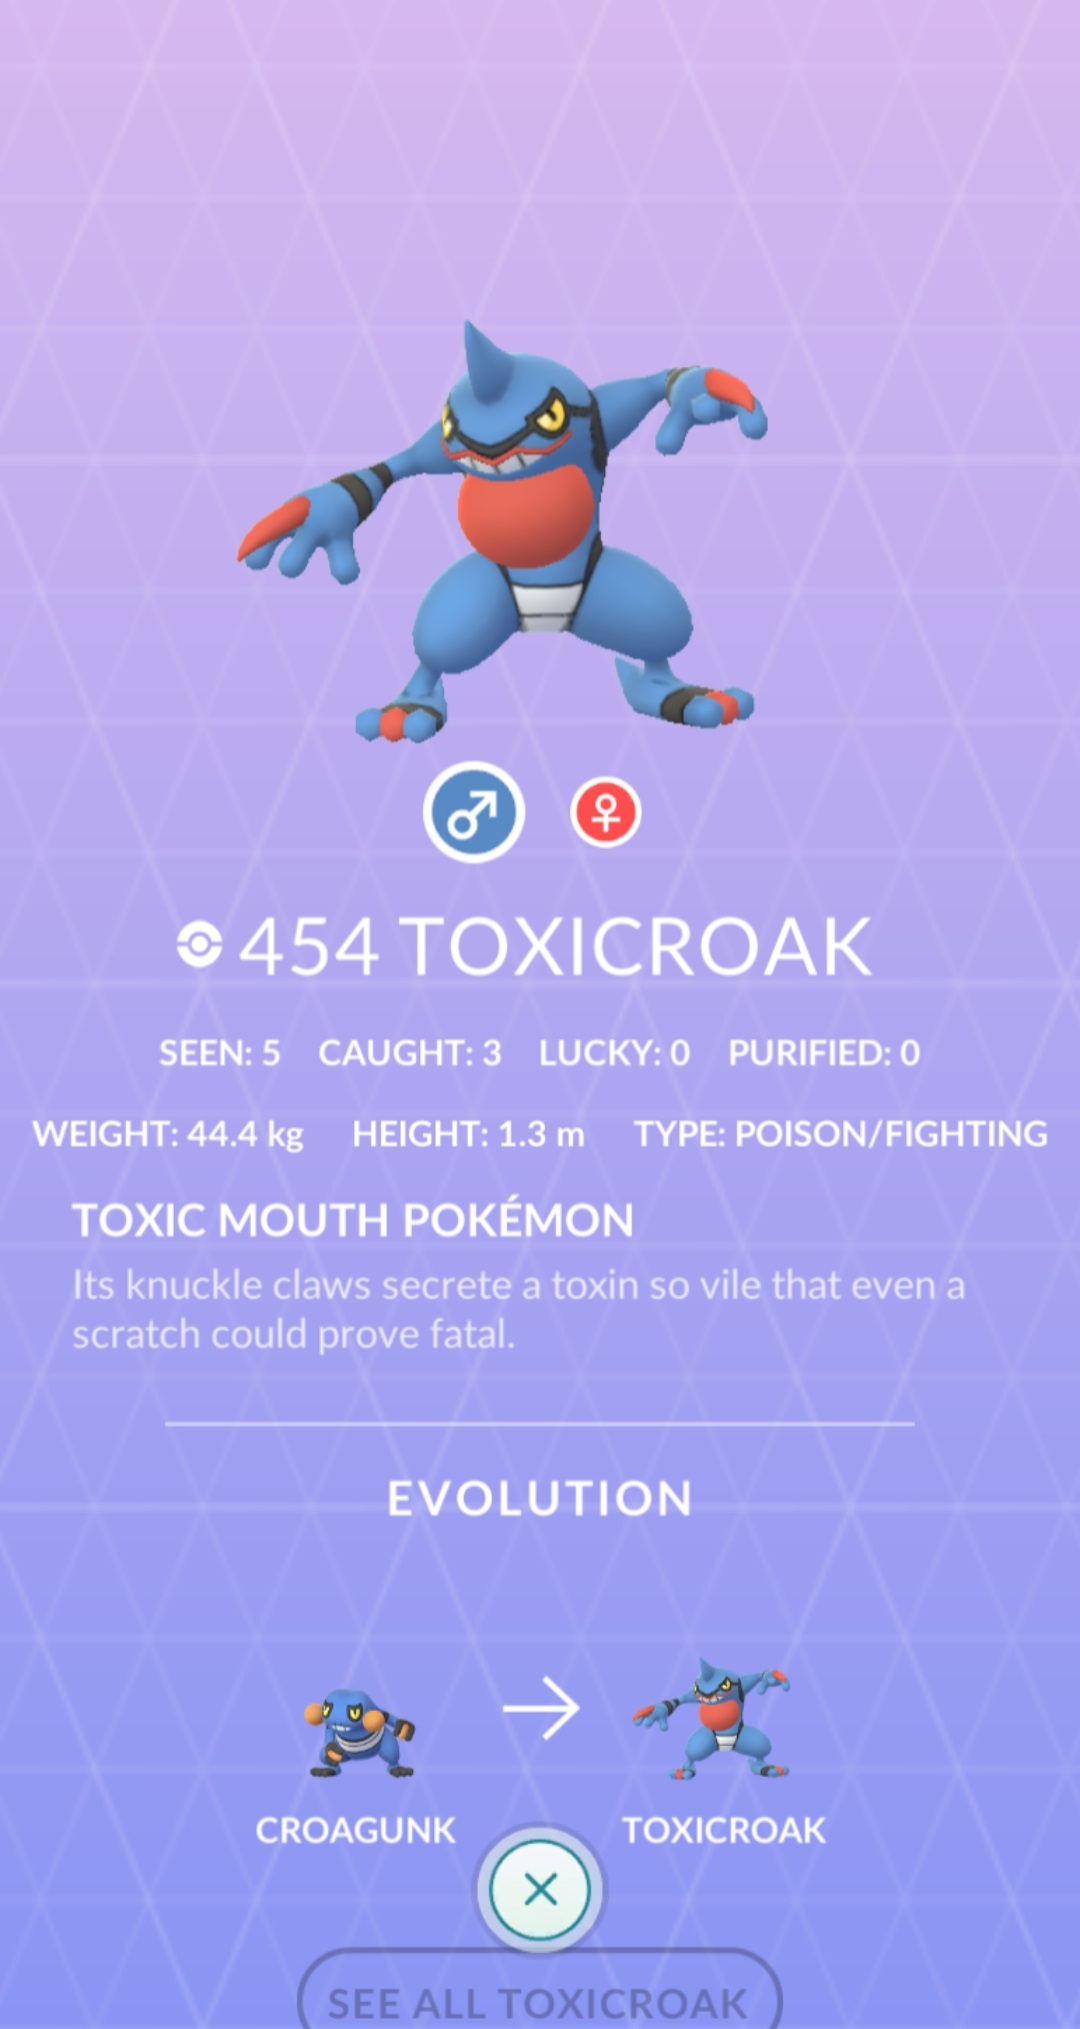 454 TOXICROAK
SEEN: 5 CAUGHT: 3 LUCKY: 0 PURIFIED: 0
WEIGHT: 44.4 kg HEIGHT: 1.3 m TYPE: POISON/FIGHTING
TOXIC MOUTH POKÉMON
Its knuckle claws secrete a toxin so vile that even a
scratch could prove fatal.
EVOLUTION
CROAGUNK TOXICROAK
SEE ALL TOXICROAK